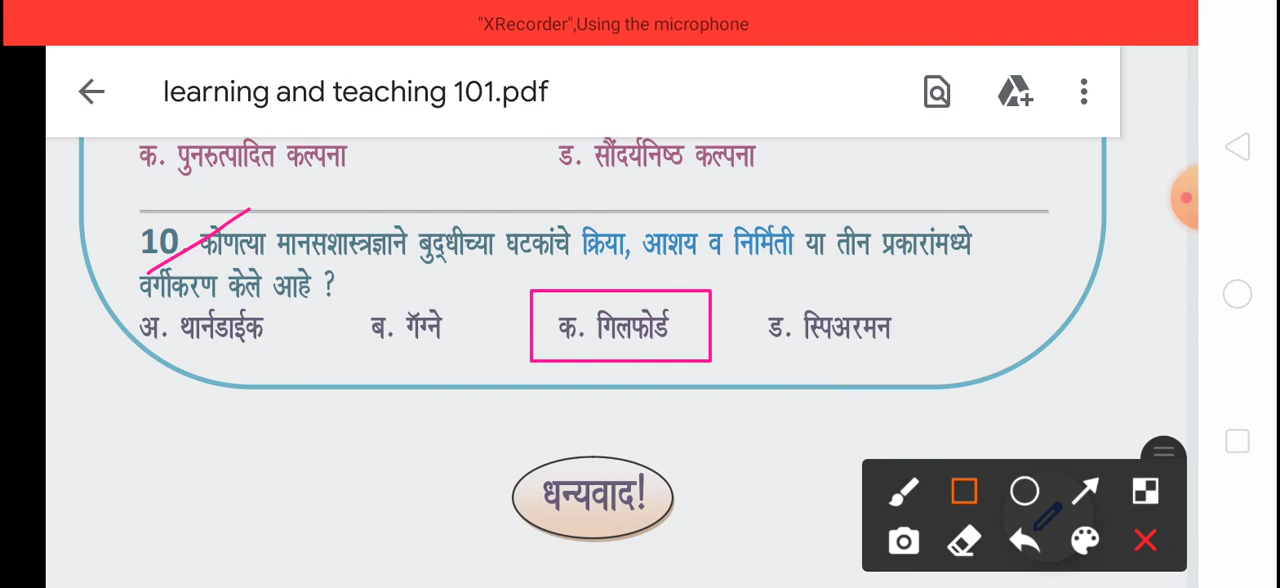 "XRecorder",Using the microphone
learning and teaching 101.pdf
क. पुनरुत्पादित कल्पना ड. सौंदर्यनिष्ठ कल्पना
10. कोणत्या मानसशास्त्रज्ञाने बुद्धीच्या घटकांचे क्रिया, आशय व निर्मिती या तीन प्रकारांमध्ये
वर्गीकरण केले आहे ?
अ. थार्नडाईक ब. गॅग्ने क. गिलफोर्ड ड. स्पिअरमन
धन्यवाद!